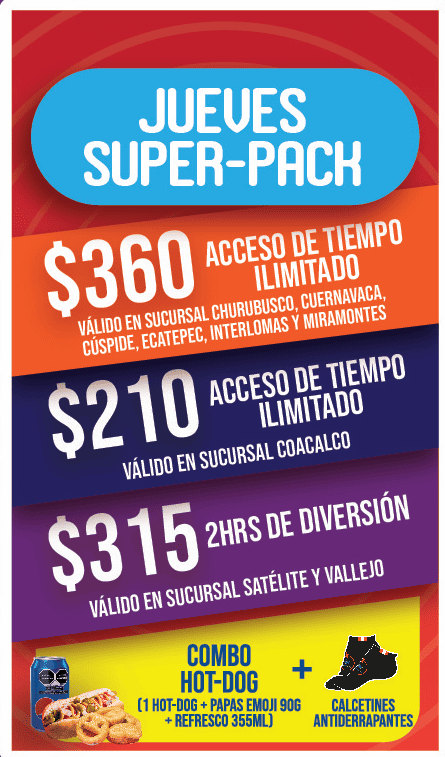 JUEVES
SUPER-PACK
$360 ACCESO DE TIEMPO
ILIMITADO
VÁLIDO EN SUCURSAL CHURUBUSCO, CUERNAVACA,
CÚSPIDE, ECATEPEC, INTERLOMAS Y MIRAMONTES
$210 ACCESO DE TIEMPO
ILIMITADO
VÁLIDO EN SUCURSAL COACALCO
$315 2HRS DE DIVERSIÓN
VÁLIDO EN SUCURSAL SATÉLITE Y VALLEJO
COMBO
HOT-DOG
(1 HOT-DOG + PAPAS EMOJI 90G
+ REFRESCO 355ML)
+
CALCETINES
ANTIDERRAPANTES